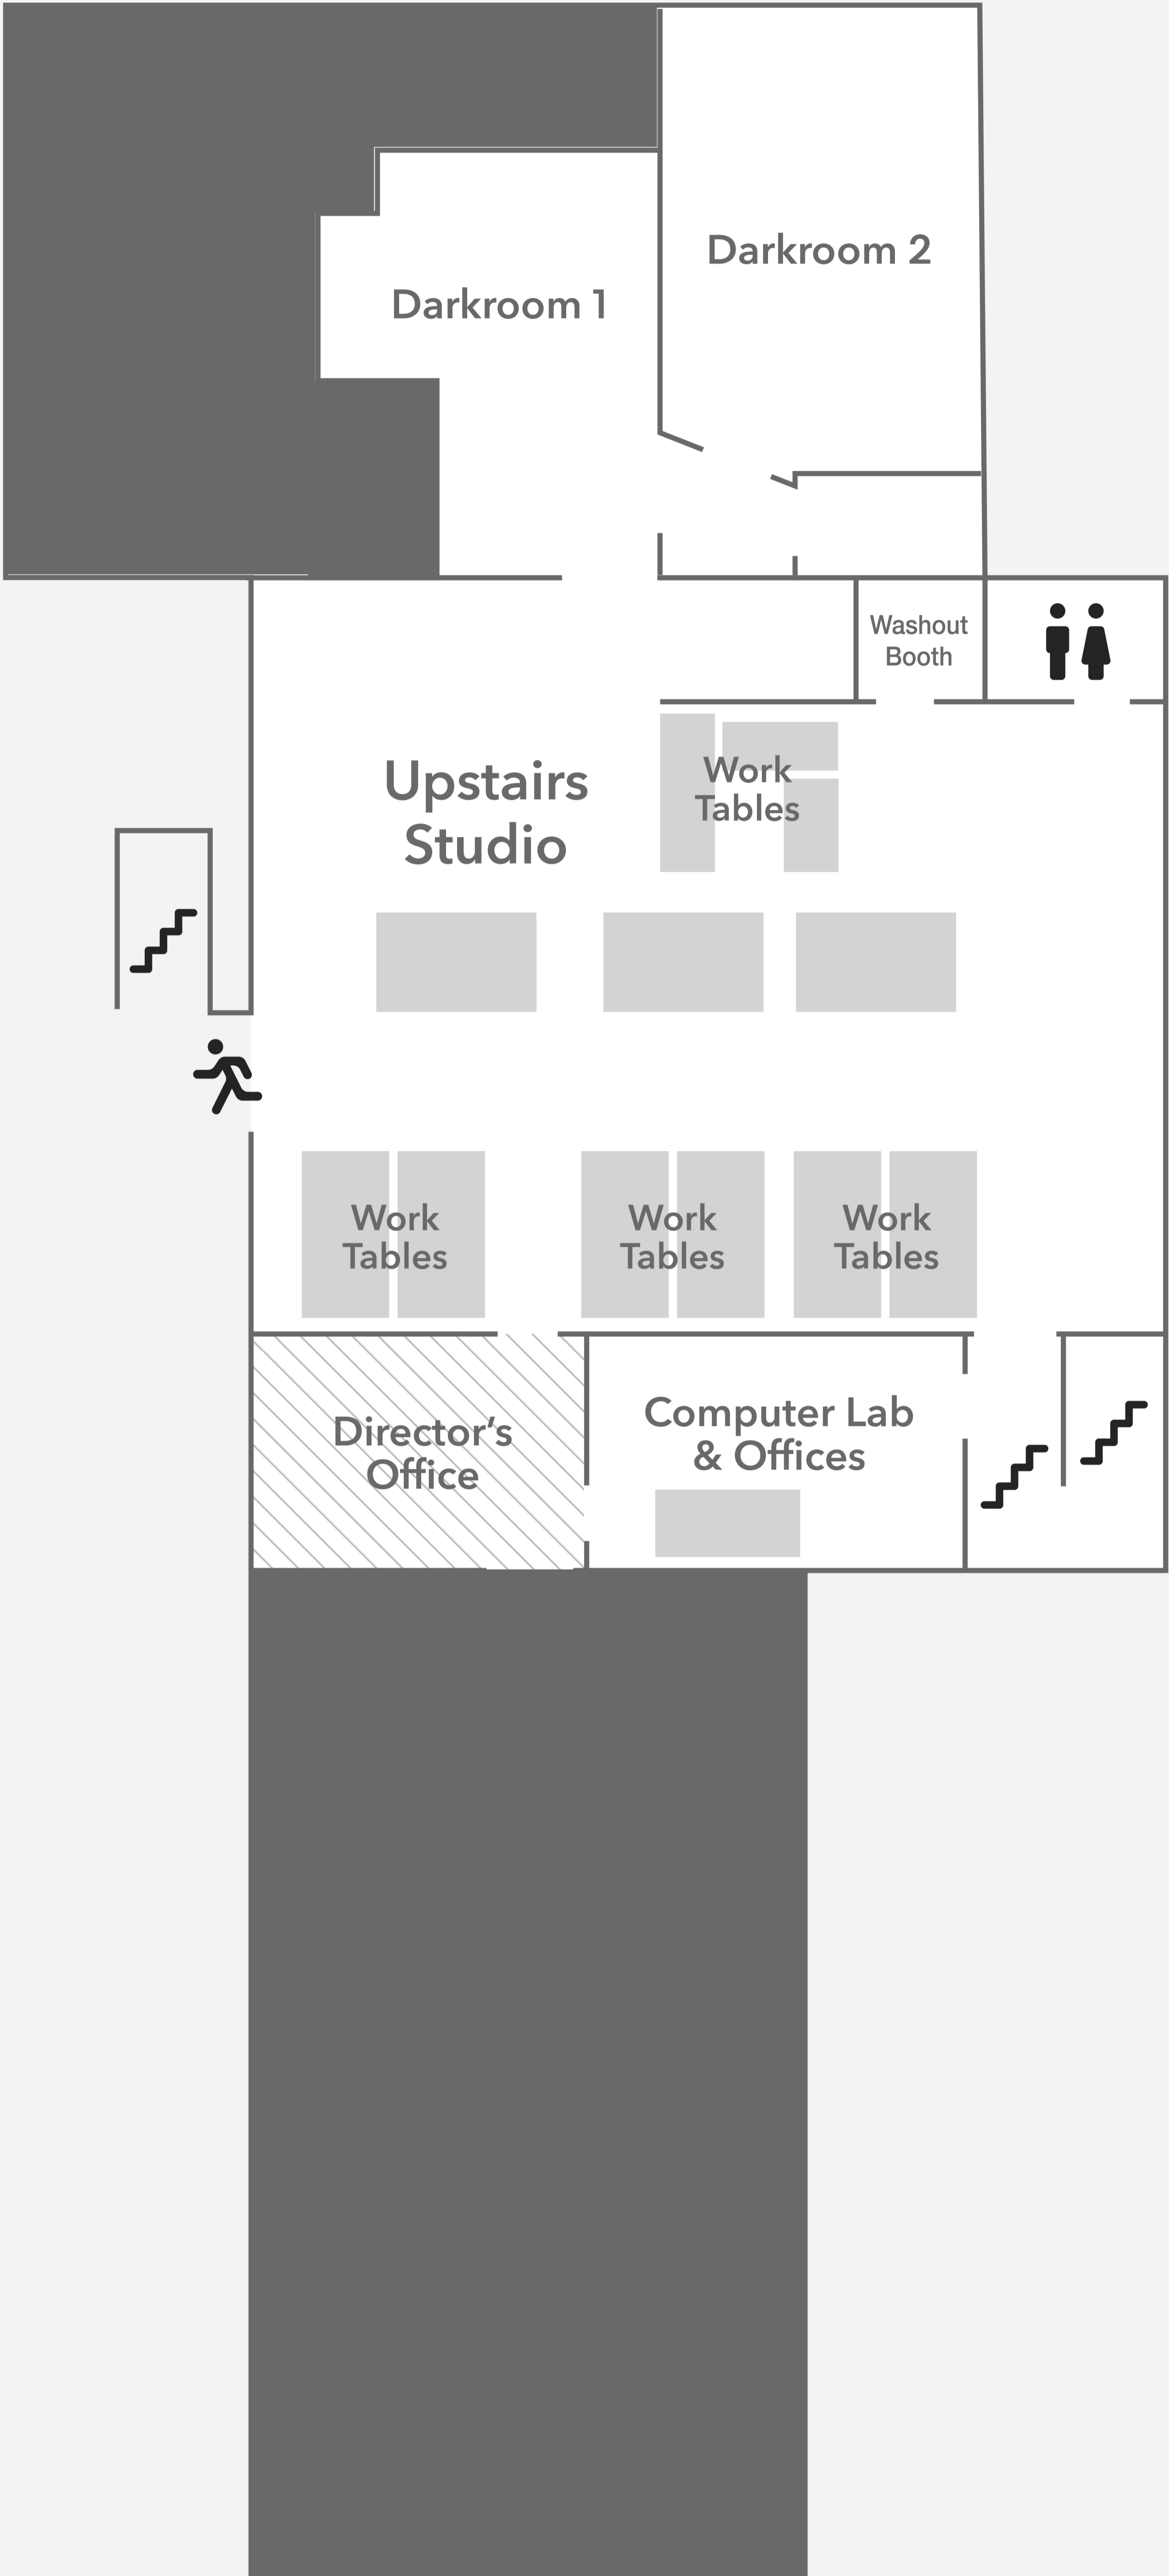 Darkroom 2
Darkroom 1
Washout
Booth
Upstairs
Studio
Work
Tables
Work
Tables
Work
Tables
Work
Tables
Director’s
Office
Computer Lab
& Offices